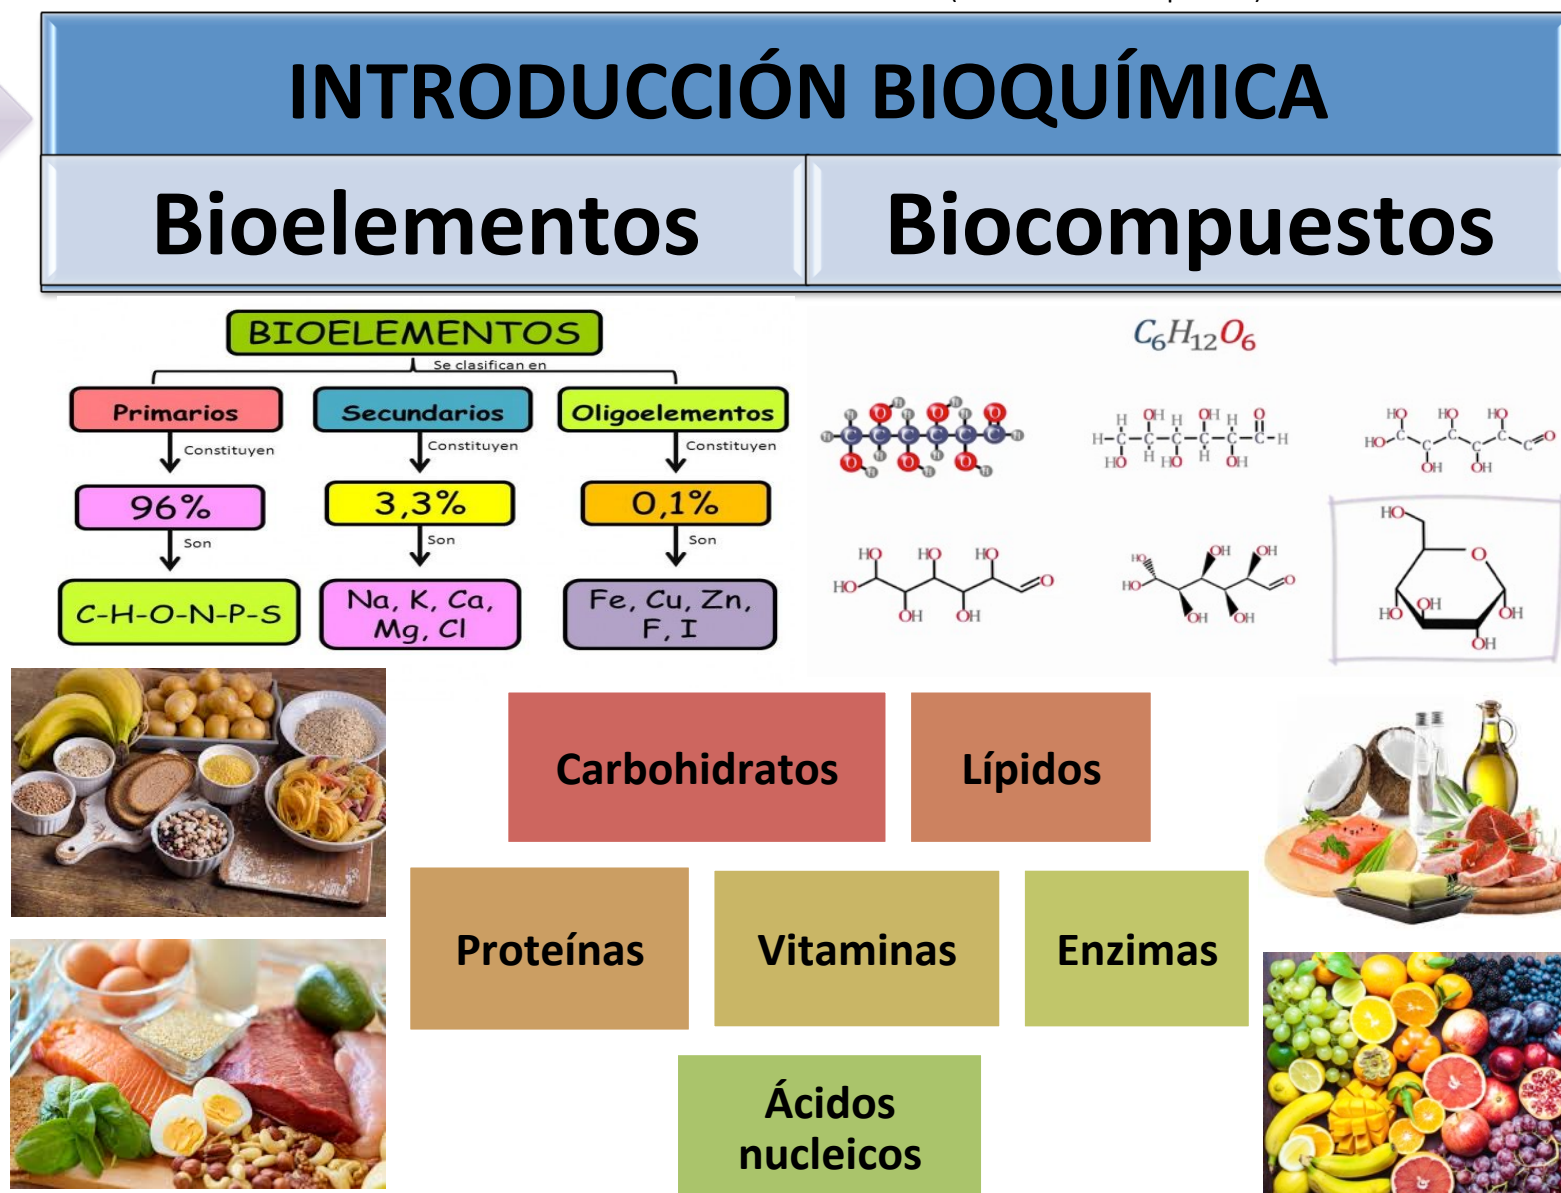 INTRODUCCIÓN BIOQUÍMICA
Bioelementos
Biocompuestos
BIOELEMENTOS
Se clasifican en
Primarios
Secundarios
Oligoelementos
Constituyen
Constituyen
Constituyen
96%
3,3%
0,1%
Son
Son
Son
C-H-O-N-P-S
Na, K, Ca,
Mg, Cl
Fe, Cu, Zn,
F, I
C6H12O6
Carbohidratos
Lípidos
Proteínas
Vitaminas
Enzimas
Ácidos
nucleicos